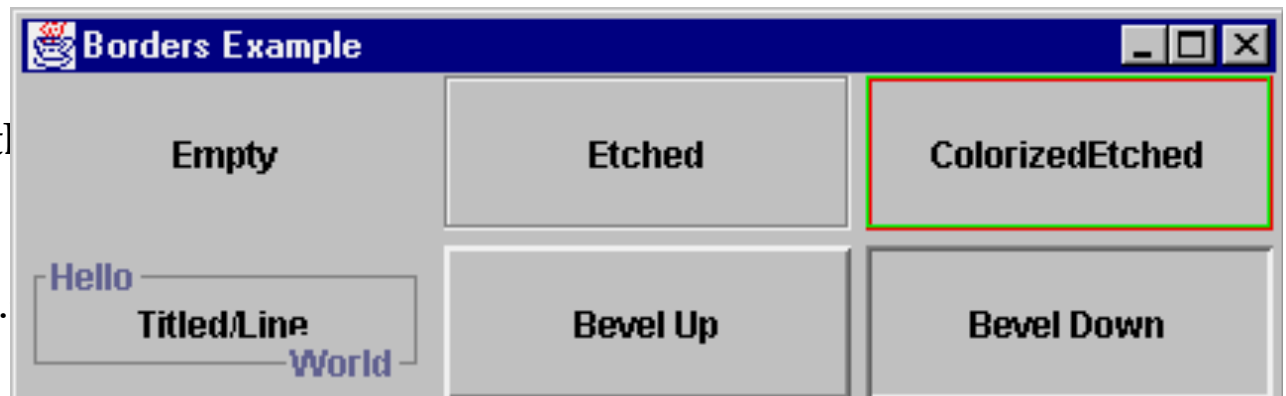 Borders Example
Empty Etched ColorizedEtched
Hello
Titled/Line Bevel Up Bevel Down
World